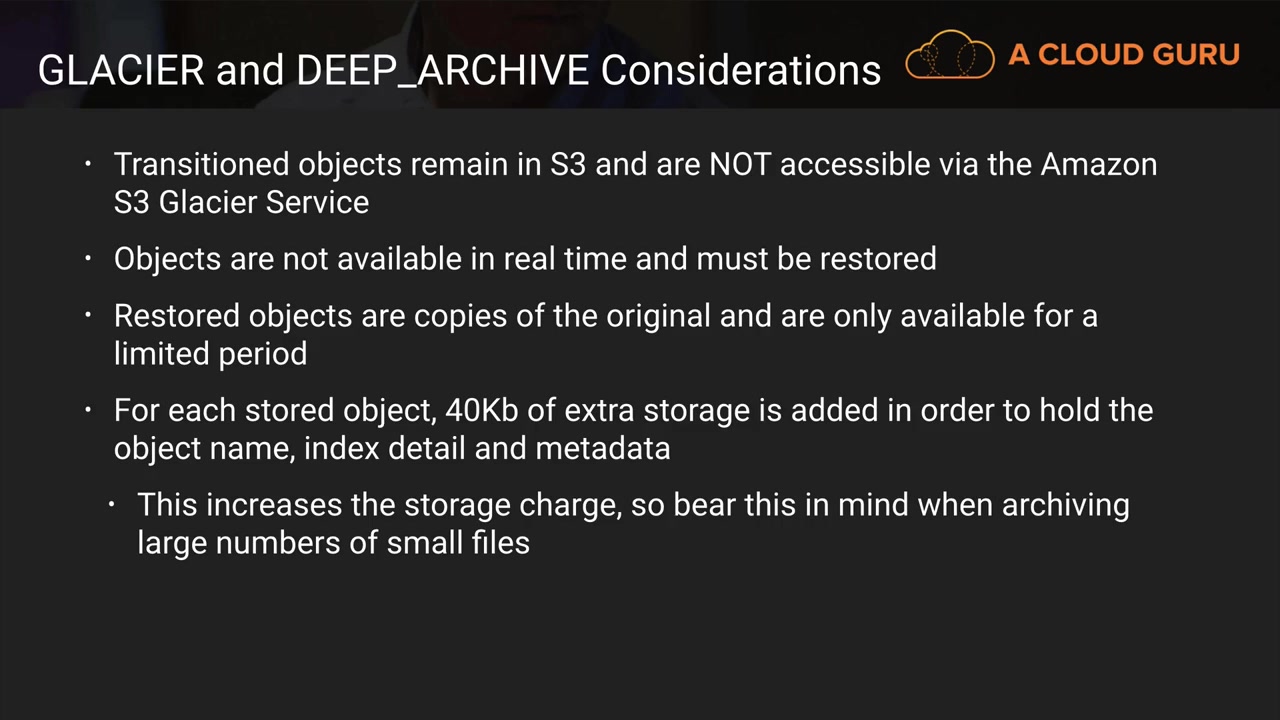 GLACIER and DEEP_ARCHIVE Considerations
A CLOUD GURU
• Transitioned objects remain in S3 and are NOT accessible via the Amazon
S3 Glacier Service
• Objects are not available in real time and must be restored
• Restored objects are copies of the original and are only available for a
limited period
• For each stored object, 40Kb of extra storage is added in order to hold the
object name, index detail and metadata
• This increases the storage charge, so bear this in mind when archiving
large numbers of small files